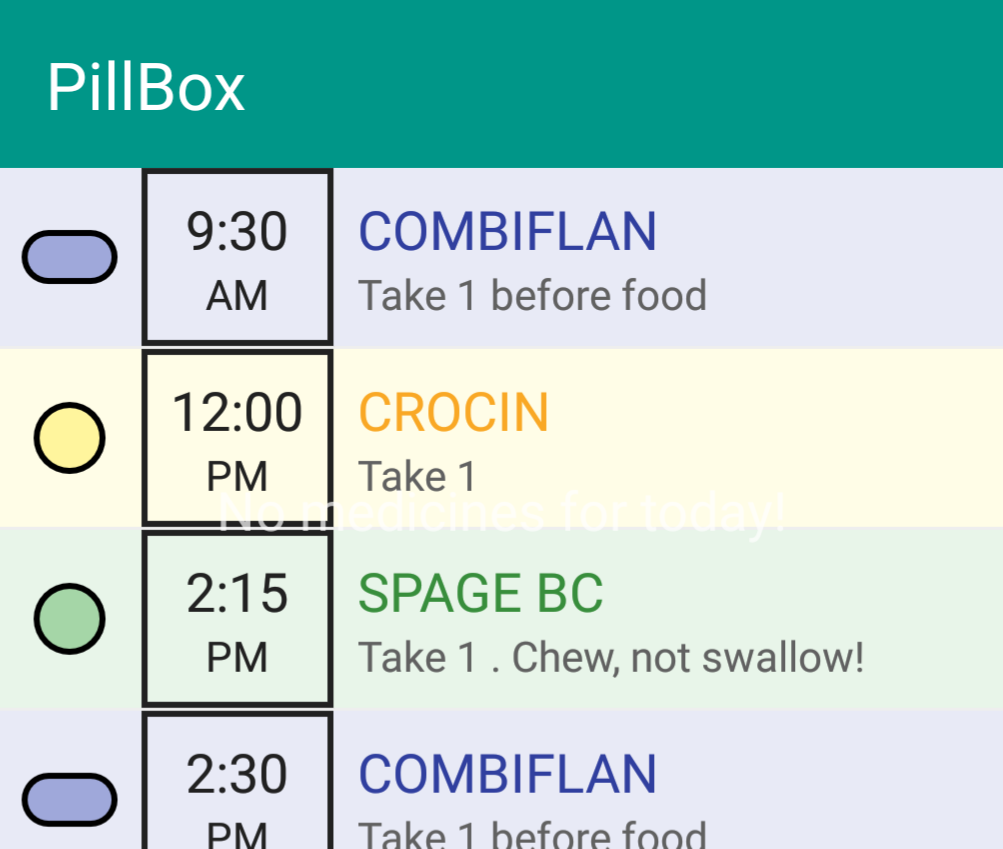 PillBox
9:30
AM
COMBIFLAN
Take 1 before food
12:00
PM
CROCIN
Take 1
No medicines for today!
2:15
PM
SPAGE BC
Take 1 . Chew, not swallow!
2:30
PM
COMBIFLAN
Take 1 before food